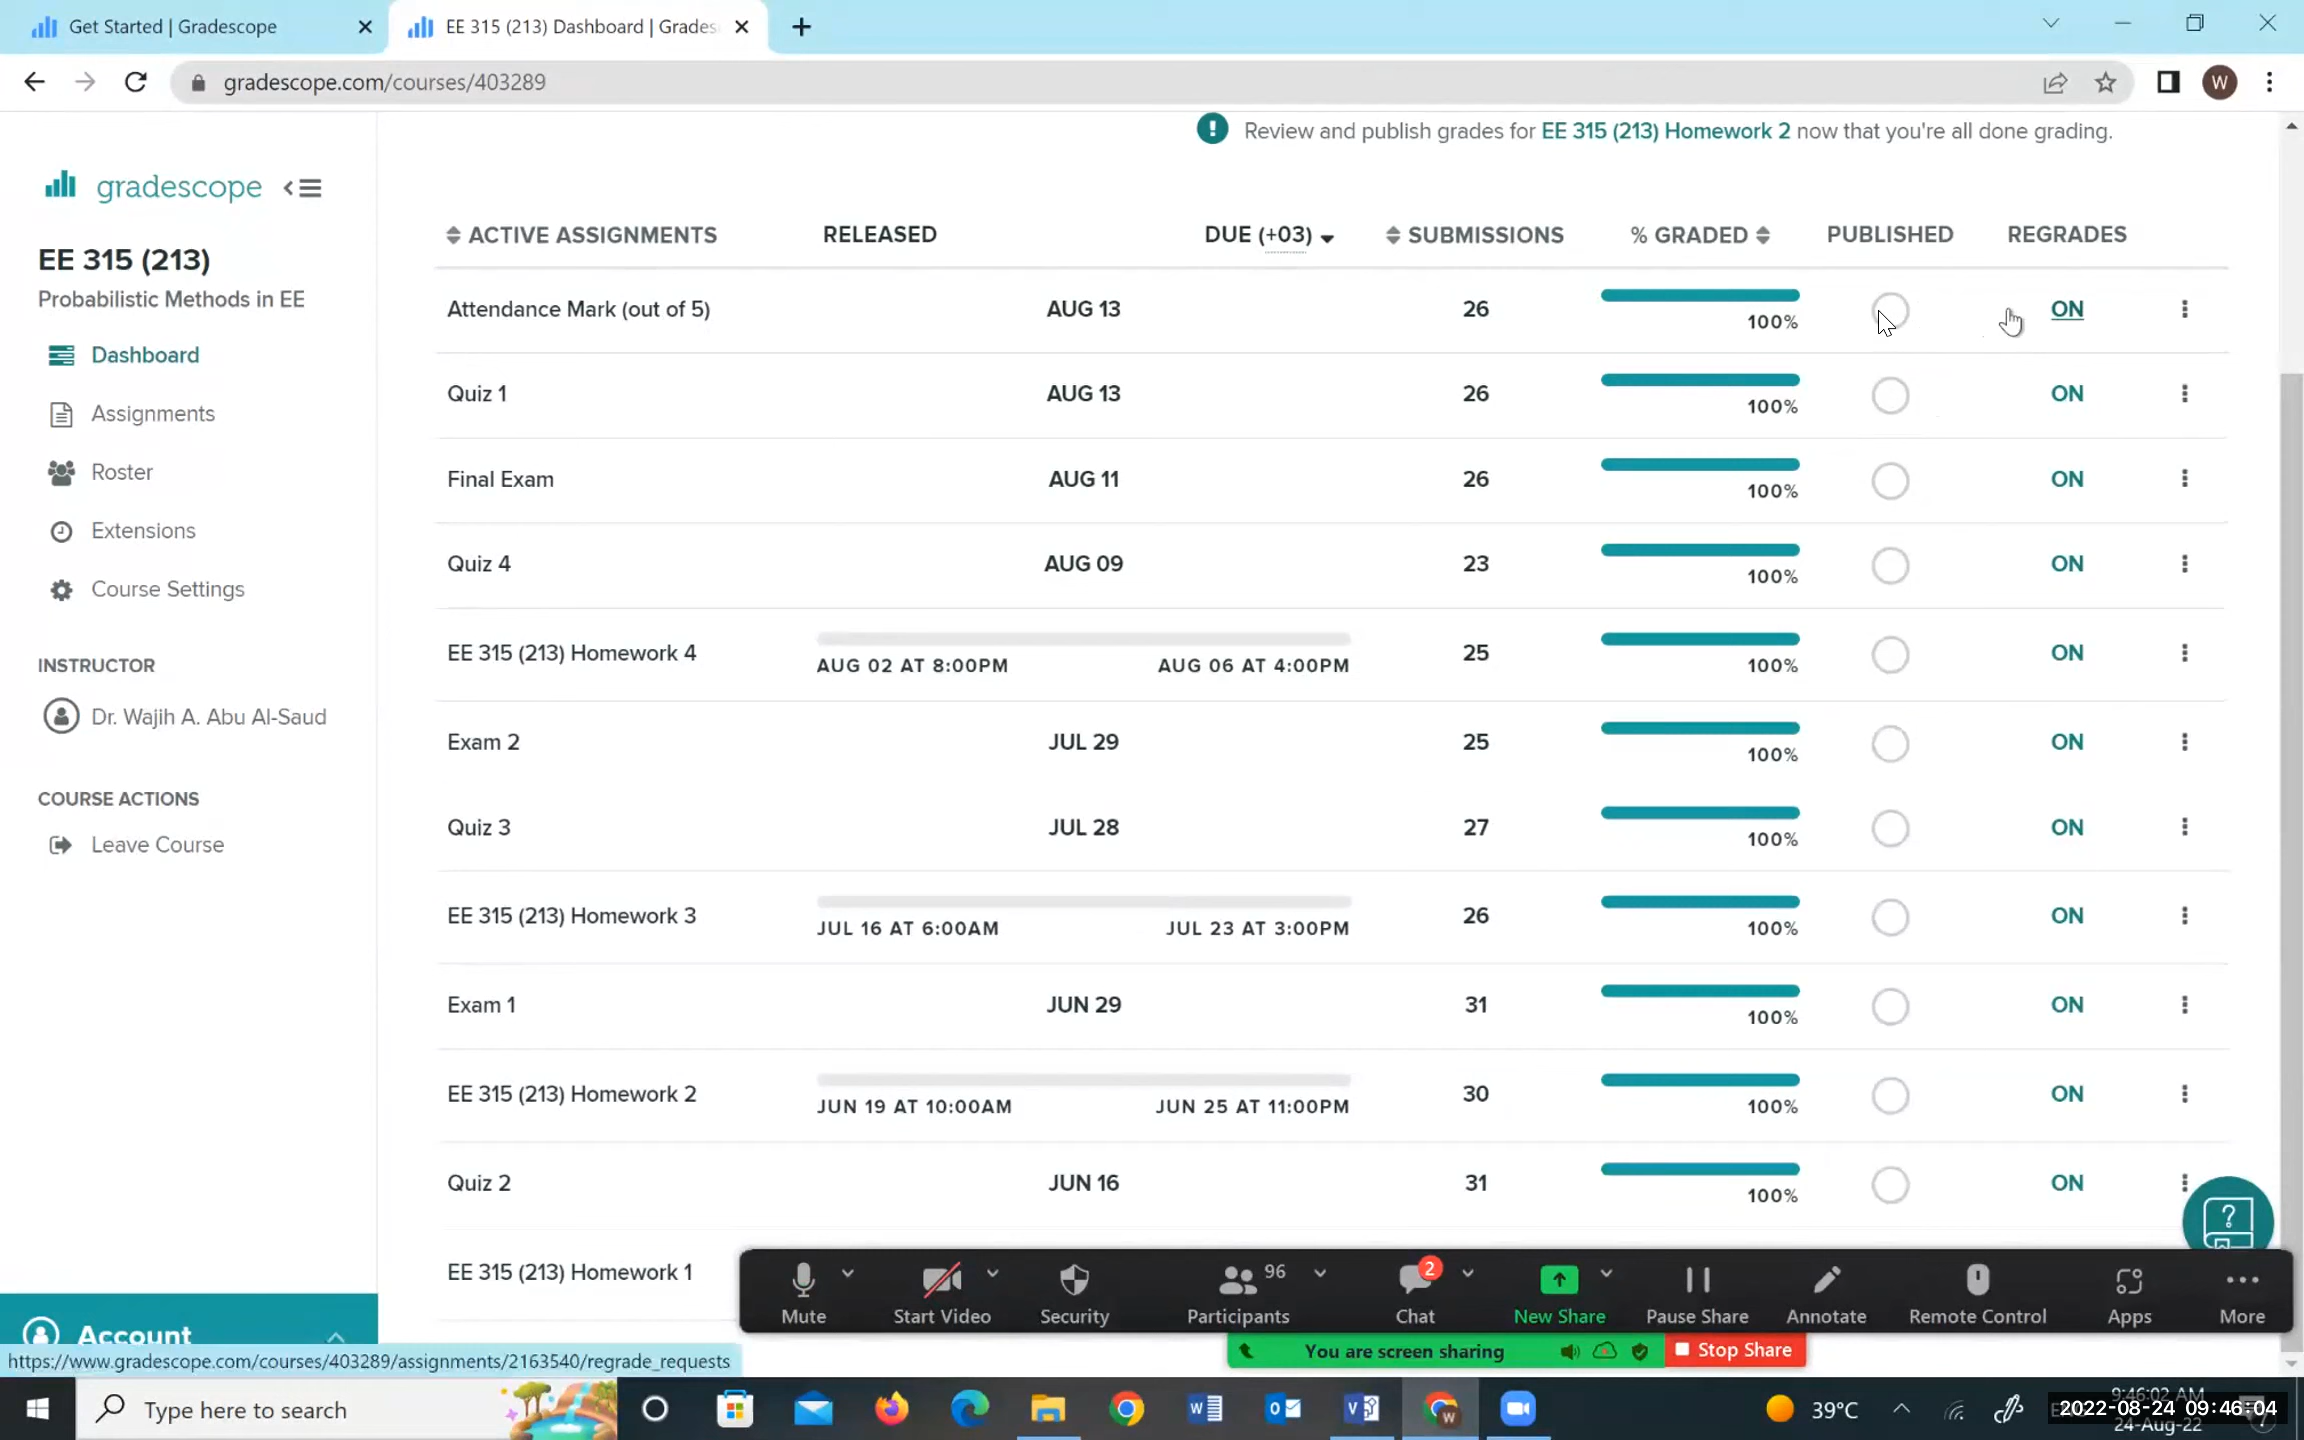 Get Started | Gradescope
EE 315 (213) Dashboard | Grades
gradescope.com/courses/403289
W
Review and publish grades for EE 315 (213) Homework 2 now that you're all done grading.
gradescope
EE 315 (213)
Probabilistic Methods in EE
Dashboard
Assignments
Roster
Extensions
Course Settings
INSTRUCTOR
Dr. Wajih A. Abu Al-Saud
COURSE ACTIONS
Leave Course
Account
ACTIVE ASSIGNMENTS RELEASED DUE (+03) SUBMISSIONS % GRADED PUBLISHED REGRADES
Attendance Mark (out of 5) AUG 13 26 100% ON
Quiz 1 AUG 13 26 100% ON
Final Exam AUG 11 26 100% ON
Quiz 4 AUG 09 23 100% ON
EE 315 (213) Homework 4 AUG 02 AT 8:00PM AUG 06 AT 4:00PM 25 100% ON
Exam 2 JUL 29 25 100% ON
Quiz 3 JUL 28 27 100% ON
EE 315 (213) Homework 3 JUL 16 AT 6:00AM JUL 23 AT 3:00PM 26 100% ON
Exam 1 JUN 29 31 100% ON
EE 315 (213) Homework 2 JUN 19 AT 10:00AM JUN 25 AT 11:00PM 30 100% ON
Quiz 2 JUN 16 31 100% ON
EE 315 (213) Homework 1
96 2
Mute Start Video Security Participants Chat New Share Pause Share Annotate Remote Control Apps More
You are screen sharing Stop Share
https://www.gradescope.com/courses/403289/assignments/2163540/regrade_requests
Type here to search
39°C
9:46:02 AM
2022-08-24 09:46:04
24-Aug-22